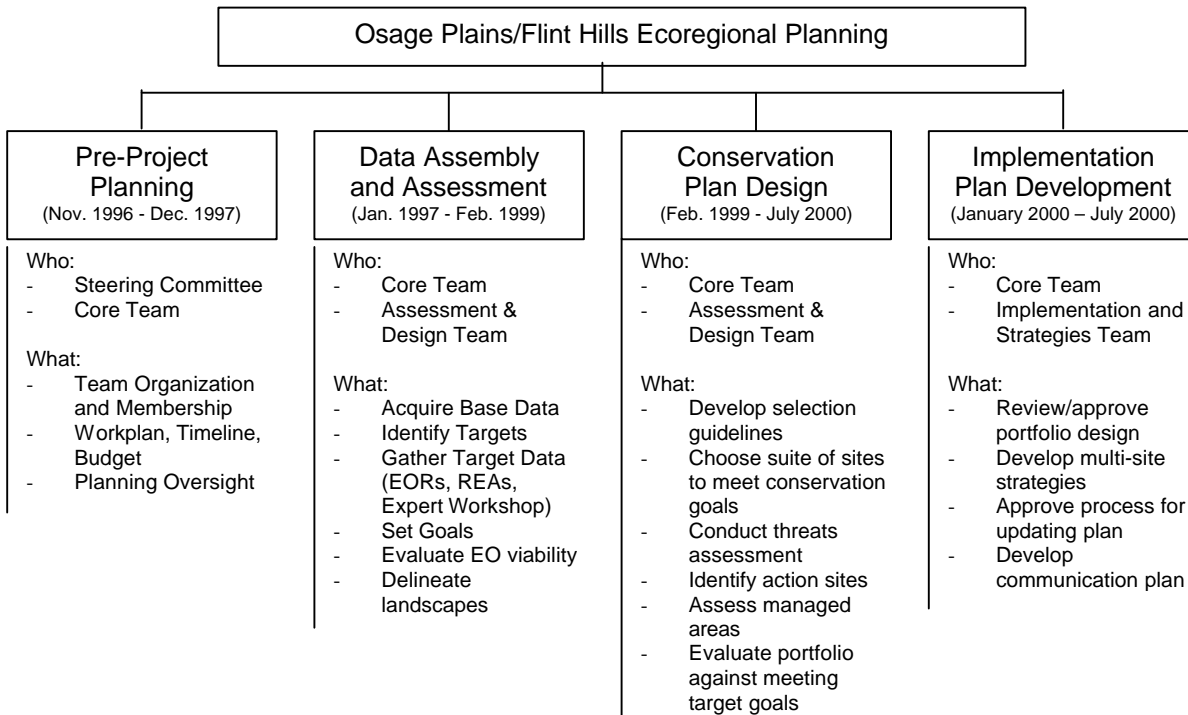 Osage Plains/Flint Hills Ecoregional Planning
Pre-Project
Planning
(Nov. 1996 - Dec. 1997)
Who:
- Steering Committee
- Core Team
What:
- Team Organization
and Membership
- Workplan, Timeline,
Budget
- Planning Oversight
Data Assembly
and Assessment
(Jan. 1997 - Feb. 1999)
Who:
- Core Team
- Assessment &
Design Team
What:
- Acquire Base Data
- Identify Targets
- Gather Target Data
(EORs, REAs,
Expert Workshop)
- Set Goals
- Evaluate EO viability
- Delineate
landscapes
Conservation
Plan Design
(Feb. 1999 - July 2000)
Who:
- Core Team
- Assessment &
Design Team
What:
- Develop selection
guidelines
- Choose suite of sites
to meet conservation
goals
- Conduct threats
assessment
- Identify action sites
- Assess managed
areas
- Evaluate portfolio
against meeting
target goals
Implementation
Plan Development
(January 2000 – July 2000)
Who:
- Core Team
- Implementation and
Strategies Team
What:
- Review/approve
portfolio design
- Develop multi-site
strategies
- Approve process for
updating plan
- Develop
communication plan